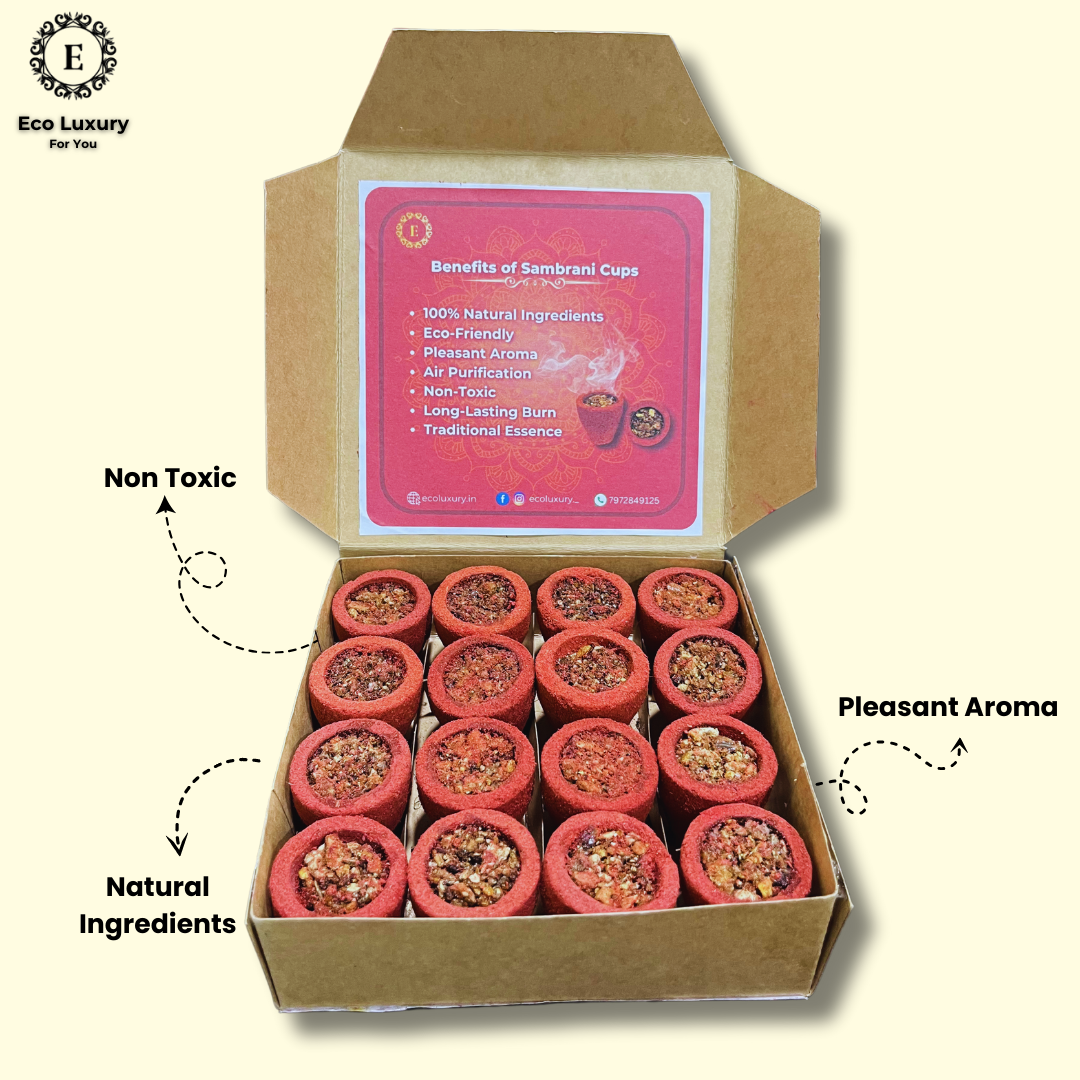 E
Eco Luxury
For You
E
Benefits of Sambrani Cups
• 100% Natural Ingredients
• Eco-Friendly
• Pleasant Aroma
• Air Purification
• Non-Toxic
• Long-Lasting Burn
• Traditional Essence
ecoluxury.in f ecoluxury._ 7972849125
Non Toxic
Pleasant Aroma
Natural
Ingredients